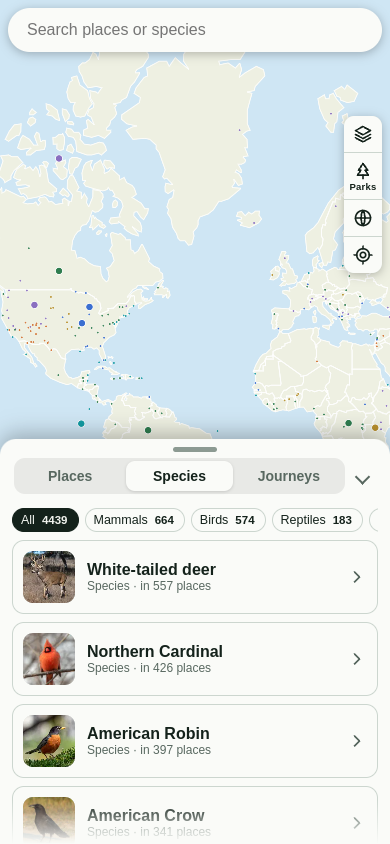 Search places or species
Parks
Places
Species
Journeys
All 4439
Mammals 664
Birds 574
Reptiles 183
White-tailed deer
Species · in 557 places
Northern Cardinal
Species · in 426 places
American Robin
Species · in 397 places
American Crow
Species · in 341 places